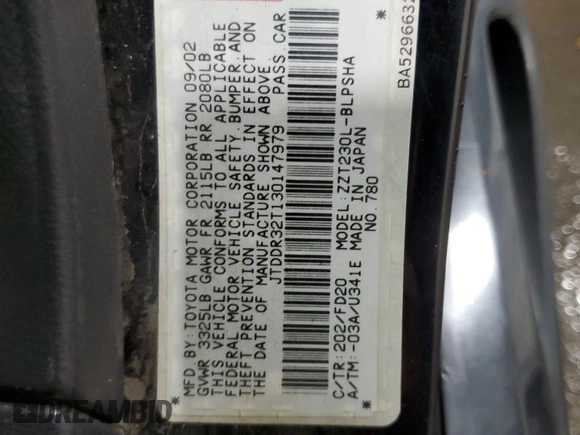 MFD BY: TOYOTA MOTOR CORPORATION 09/02
GVWR 3325LB GAWR FR 2115LB RR 2080LB
THIS VEHICLE CONFORMS TO ALL APPLICABLE
FEDERAL MOTOR VEHICLE SAFETY, BUMPER, AND
THEFT PREVENTION STANDARDS IN EFFECT ON
THE DATE OF MANUFACTURE SHOWN ABOVE.
*JTDDR32T130147979 PASS. CAR*
C/TR: 202/FD20 MODEL: ZZT230L-BLPSHA
A/TM: -03A/U341E MADE IN JAPAN
* NO. 780 *
BA529663
DREAMBID